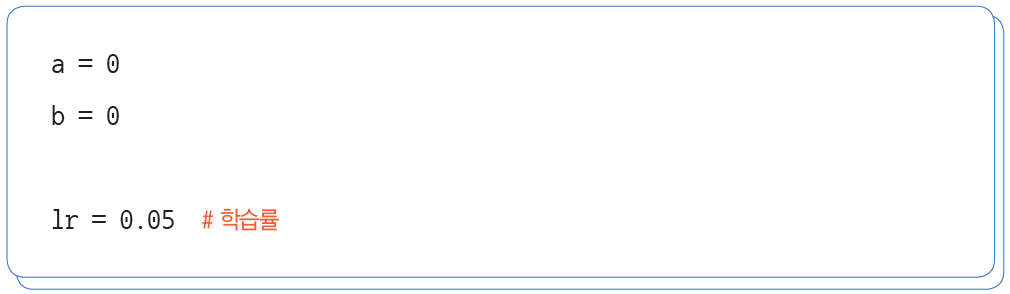 a = 0
b = 0
lr = 0.05 # 학습률